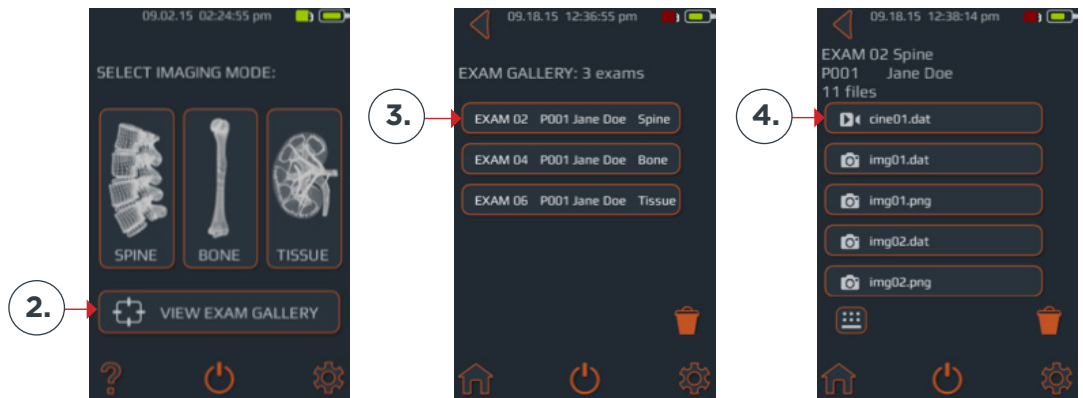 09.02.15 02:24:55 pm
SELECT IMAGING MODE:
SPINE
BONE
TISSUE
2.
VIEW EXAM GALLERY
?
09.18.15 12:36:55 pm
EXAM GALLERY: 3 exams
3.
EXAM 02 P001 Jane Doe Spine
EXAM 04 P001 Jane Doe Bone
EXAM 06 P001 Jane Doe Tissue
09.18.15 12:38:14 pm
EXAM 02 Spine
P001 Jane Doe
11 files
4.
cine01.dat
img01.dat
img01.png
img02.dat
img02.png